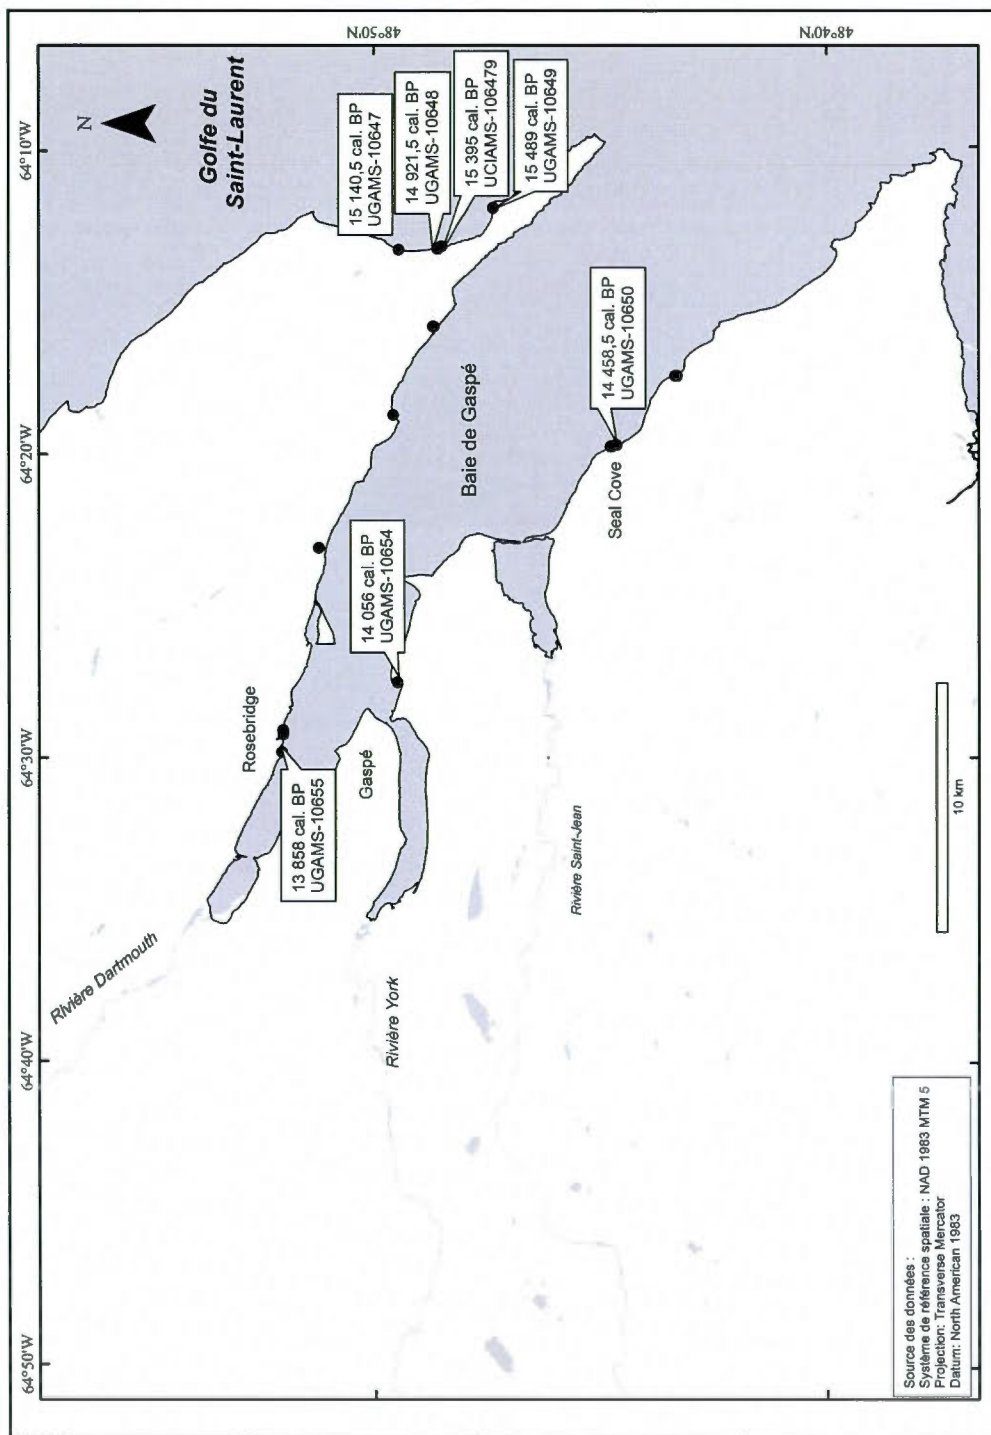 64°50'W
64°40'W
64°30'W
64°20'W
64°10'W
48°50'N
48°40'N
N
Golfe du
Saint-Laurent
15 140,5 cal. BP
UGAMS-10647
14 921,5 cal. BP
UGAMS-10648
15 395 cal. BP
UCIAMS-106479
15 489 cal. BP
UGAMS-10649
Baie de Gaspé
14 458,5 cal. BP
UGAMS-10650
Seal Cove
14 056 cal. BP
UGAMS-10654
Rosebridge
13 858 cal. BP
UGAMS-10655
Gaspé
Rivière Dartmouth
Rivière York
Rivière Saint-Jean
10 km
Source des données :
Système de référence spatiale : NAD 1983 MTM 5
Projection: Transverse Mercator
Datum: North American 1983